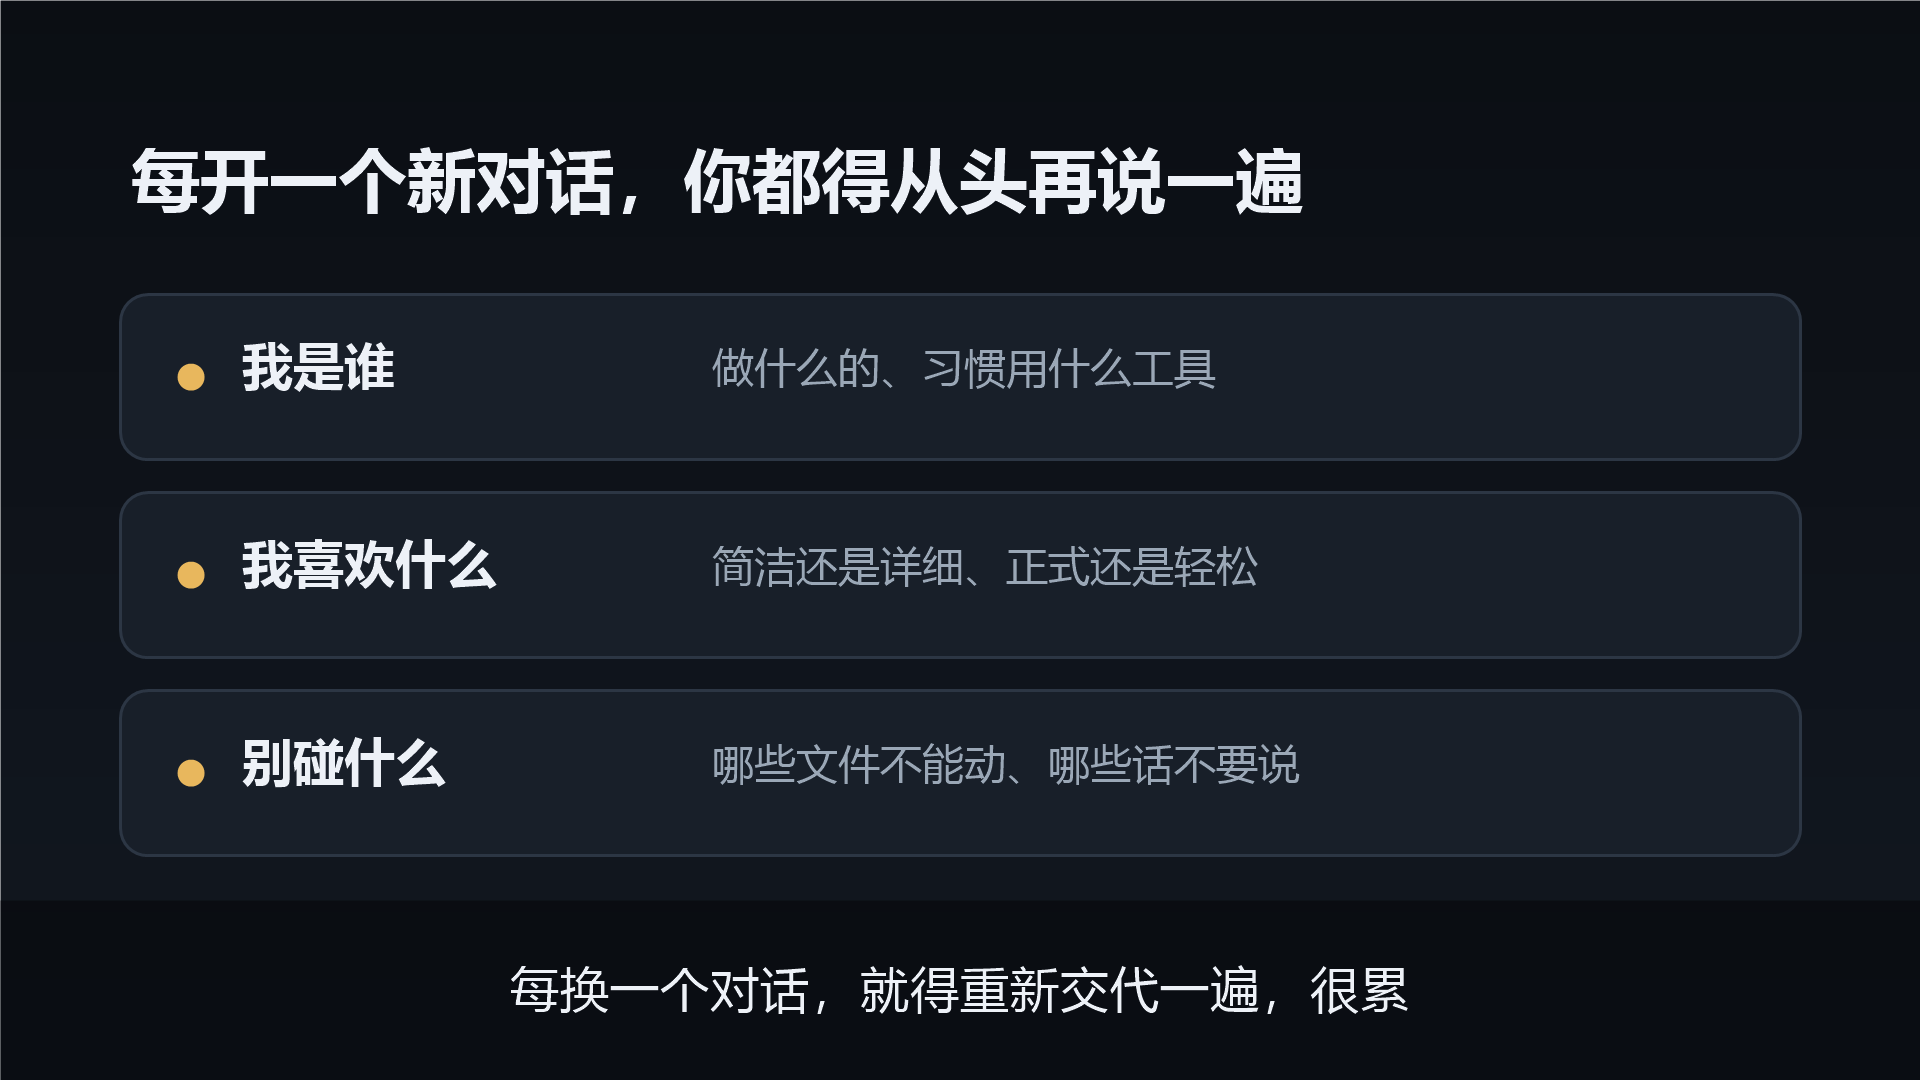 每开一个新对话，你都得从头再说一遍
我是谁
做什么的、习惯用什么工具
我喜欢什么
简洁还是详细、正式还是轻松
别碰什么
哪些文件不能动、哪些话不要说
每换一个对话，就得重新交代一遍，很累